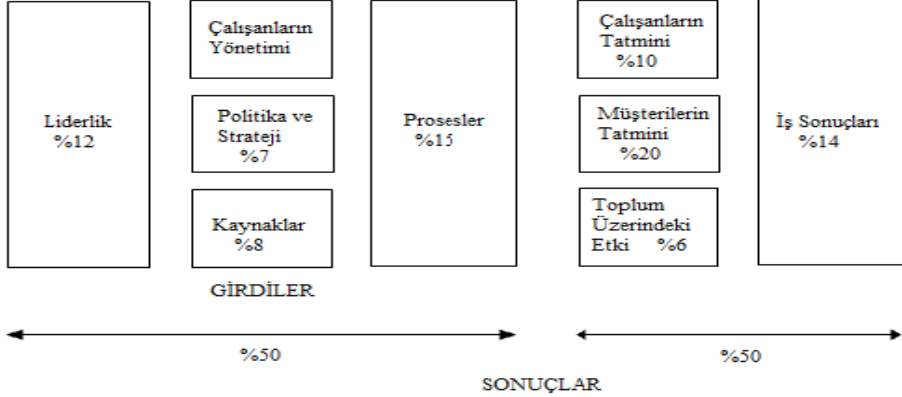 Liderlik
%12
Çalışanların
Yönetimi
Politika ve
Strateji
%7
Kaynaklar
%8
Prosesler
%15
Çalışanların
Tatmini
%10
Müşterilerin
Tatmini
%20
Toplum
Üzerindeki
Etki %6
İş Sonuçları
%14
GİRDİLER
%50
%50
SONUÇLAR